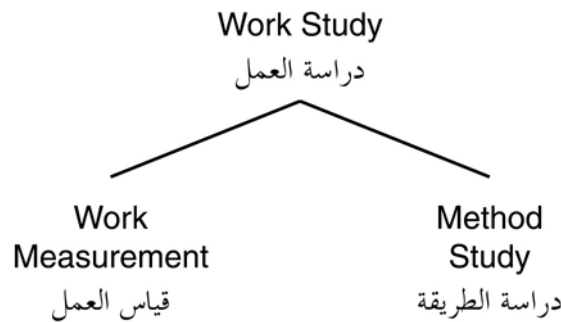 Work Study
دراسة العمل
Work
Measurement
قياس العمل
Method
Study
دراسة الطريقة